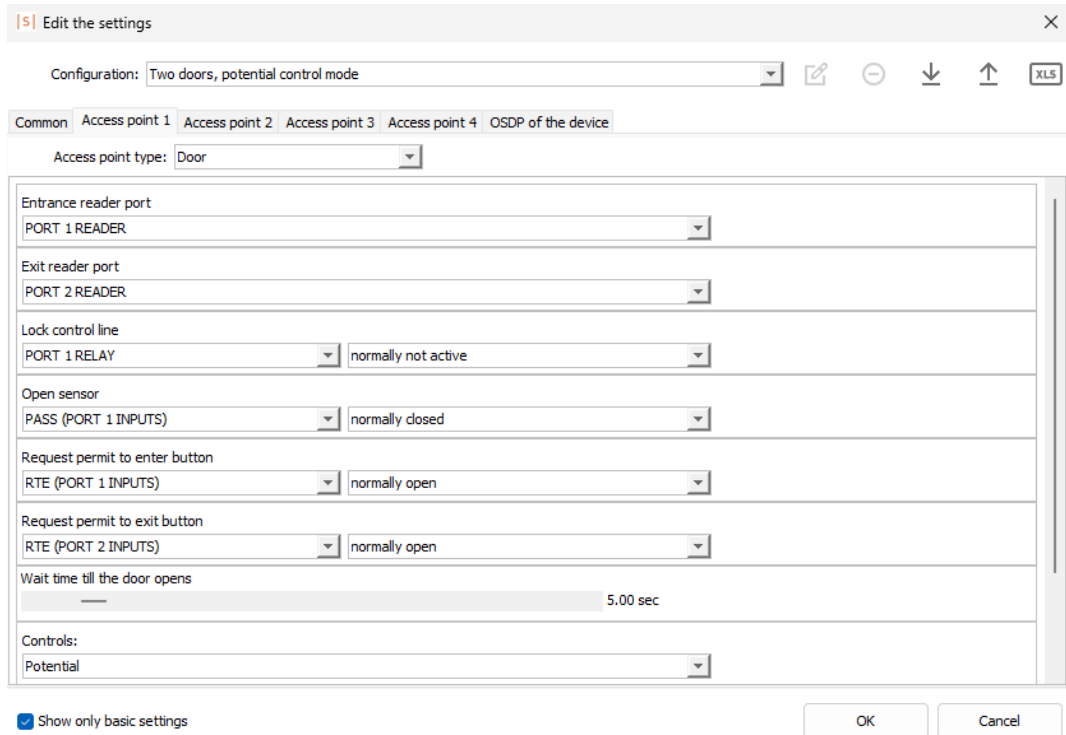 |S| Edit the settings
Configuration: Two doors, potential control mode
XLS
Common Access point 1 Access point 2 Access point 3 Access point 4 OSDP of the device
Access point type: Door
Entrance reader port
PORT 1 READER
Exit reader port
PORT 2 READER
Lock control line
PORT 1 RELAY normally not active
Open sensor
PASS (PORT 1 INPUTS) normally closed
Request permit to enter button
RTE (PORT 1 INPUTS) normally open
Request permit to exit button
RTE (PORT 2 INPUTS) normally open
Wait time till the door opens
5.00 sec
Controls:
Potential
Show only basic settings OK Cancel